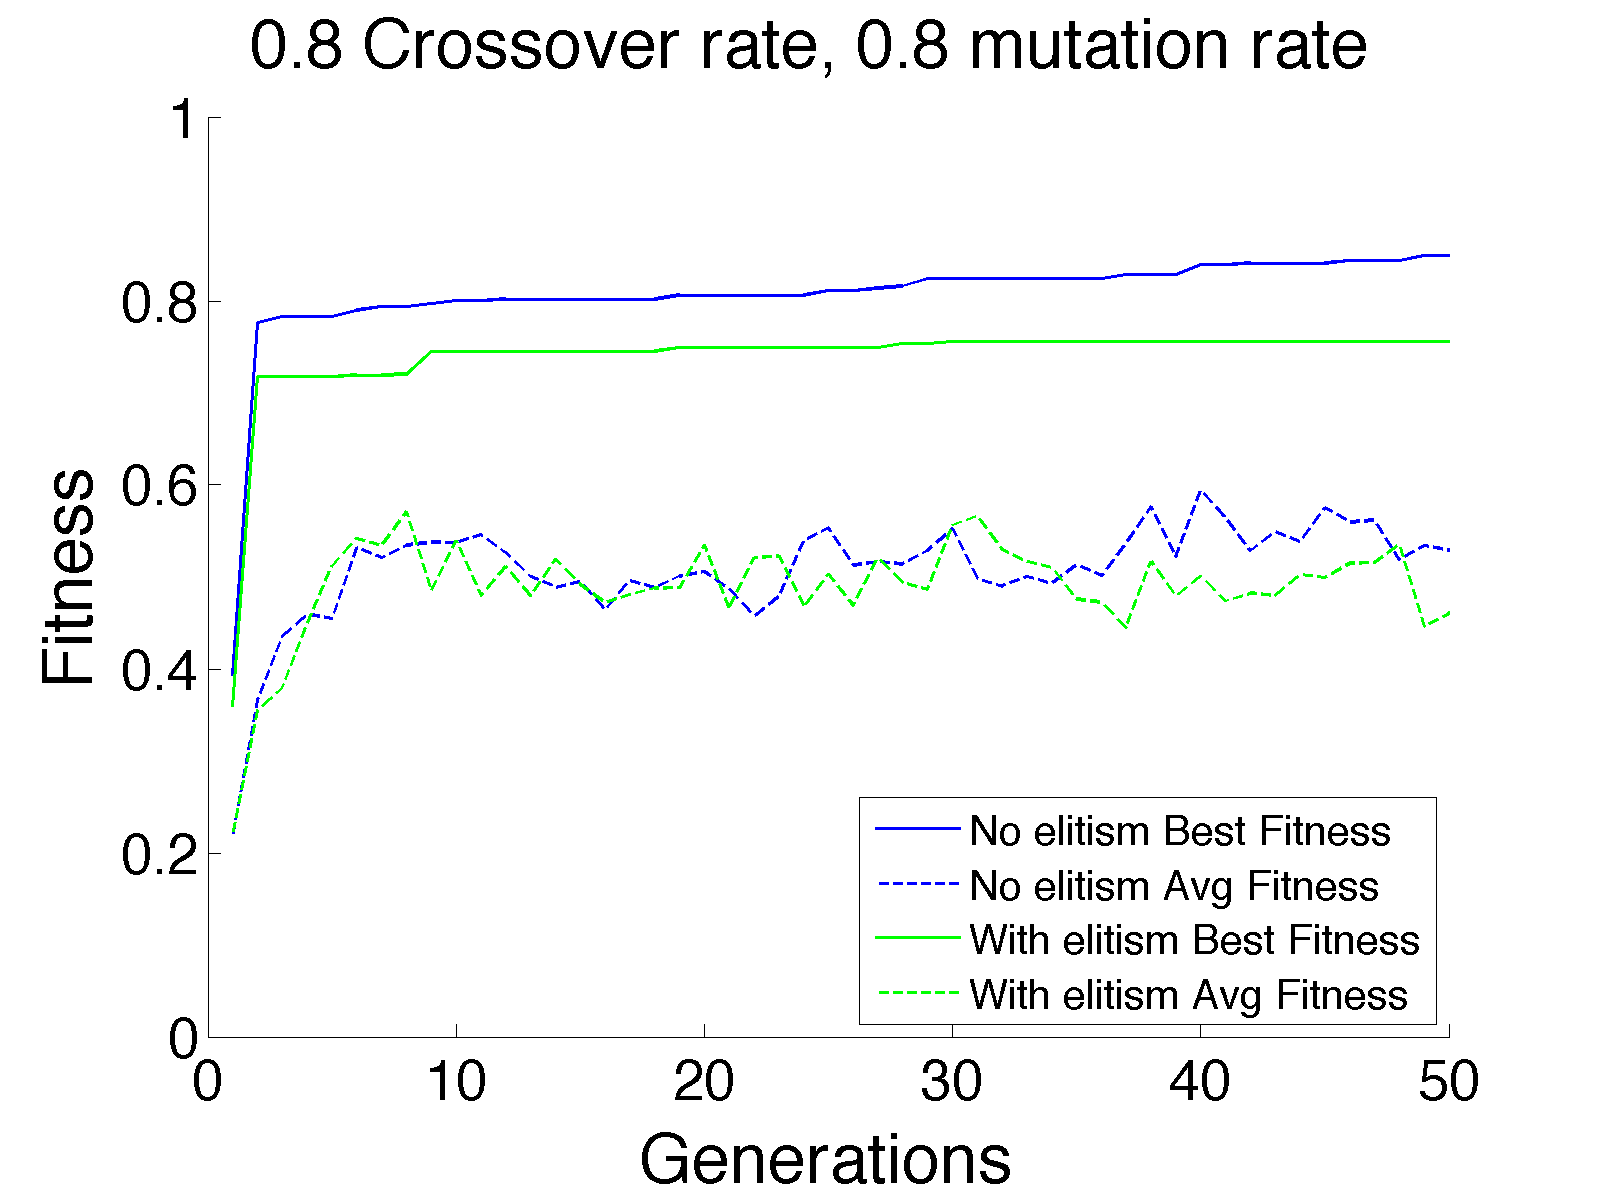 0.8 Crossover rate, 0.8 mutation rate
1
0.8
0.6
0.4
0.2
0
Fitness
No elitism Best Fitness
No elitism Avg Fitness
With elitism Best Fitness
With elitism Avg Fitness
0 10 20 30 40 50
Generations